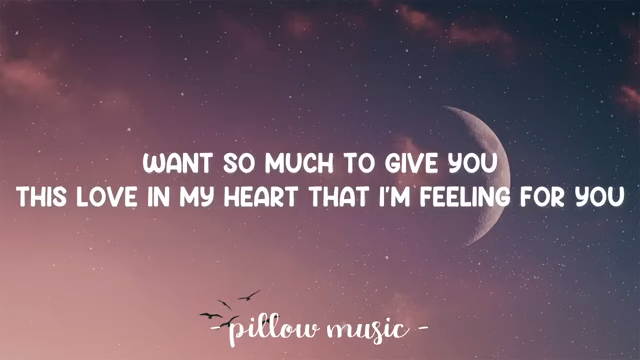 WANT SO MUCH TO GIVE YOU
THIS LOVE IN MY HEART THAT I'M FEELING FOR YOU
- pillow music -